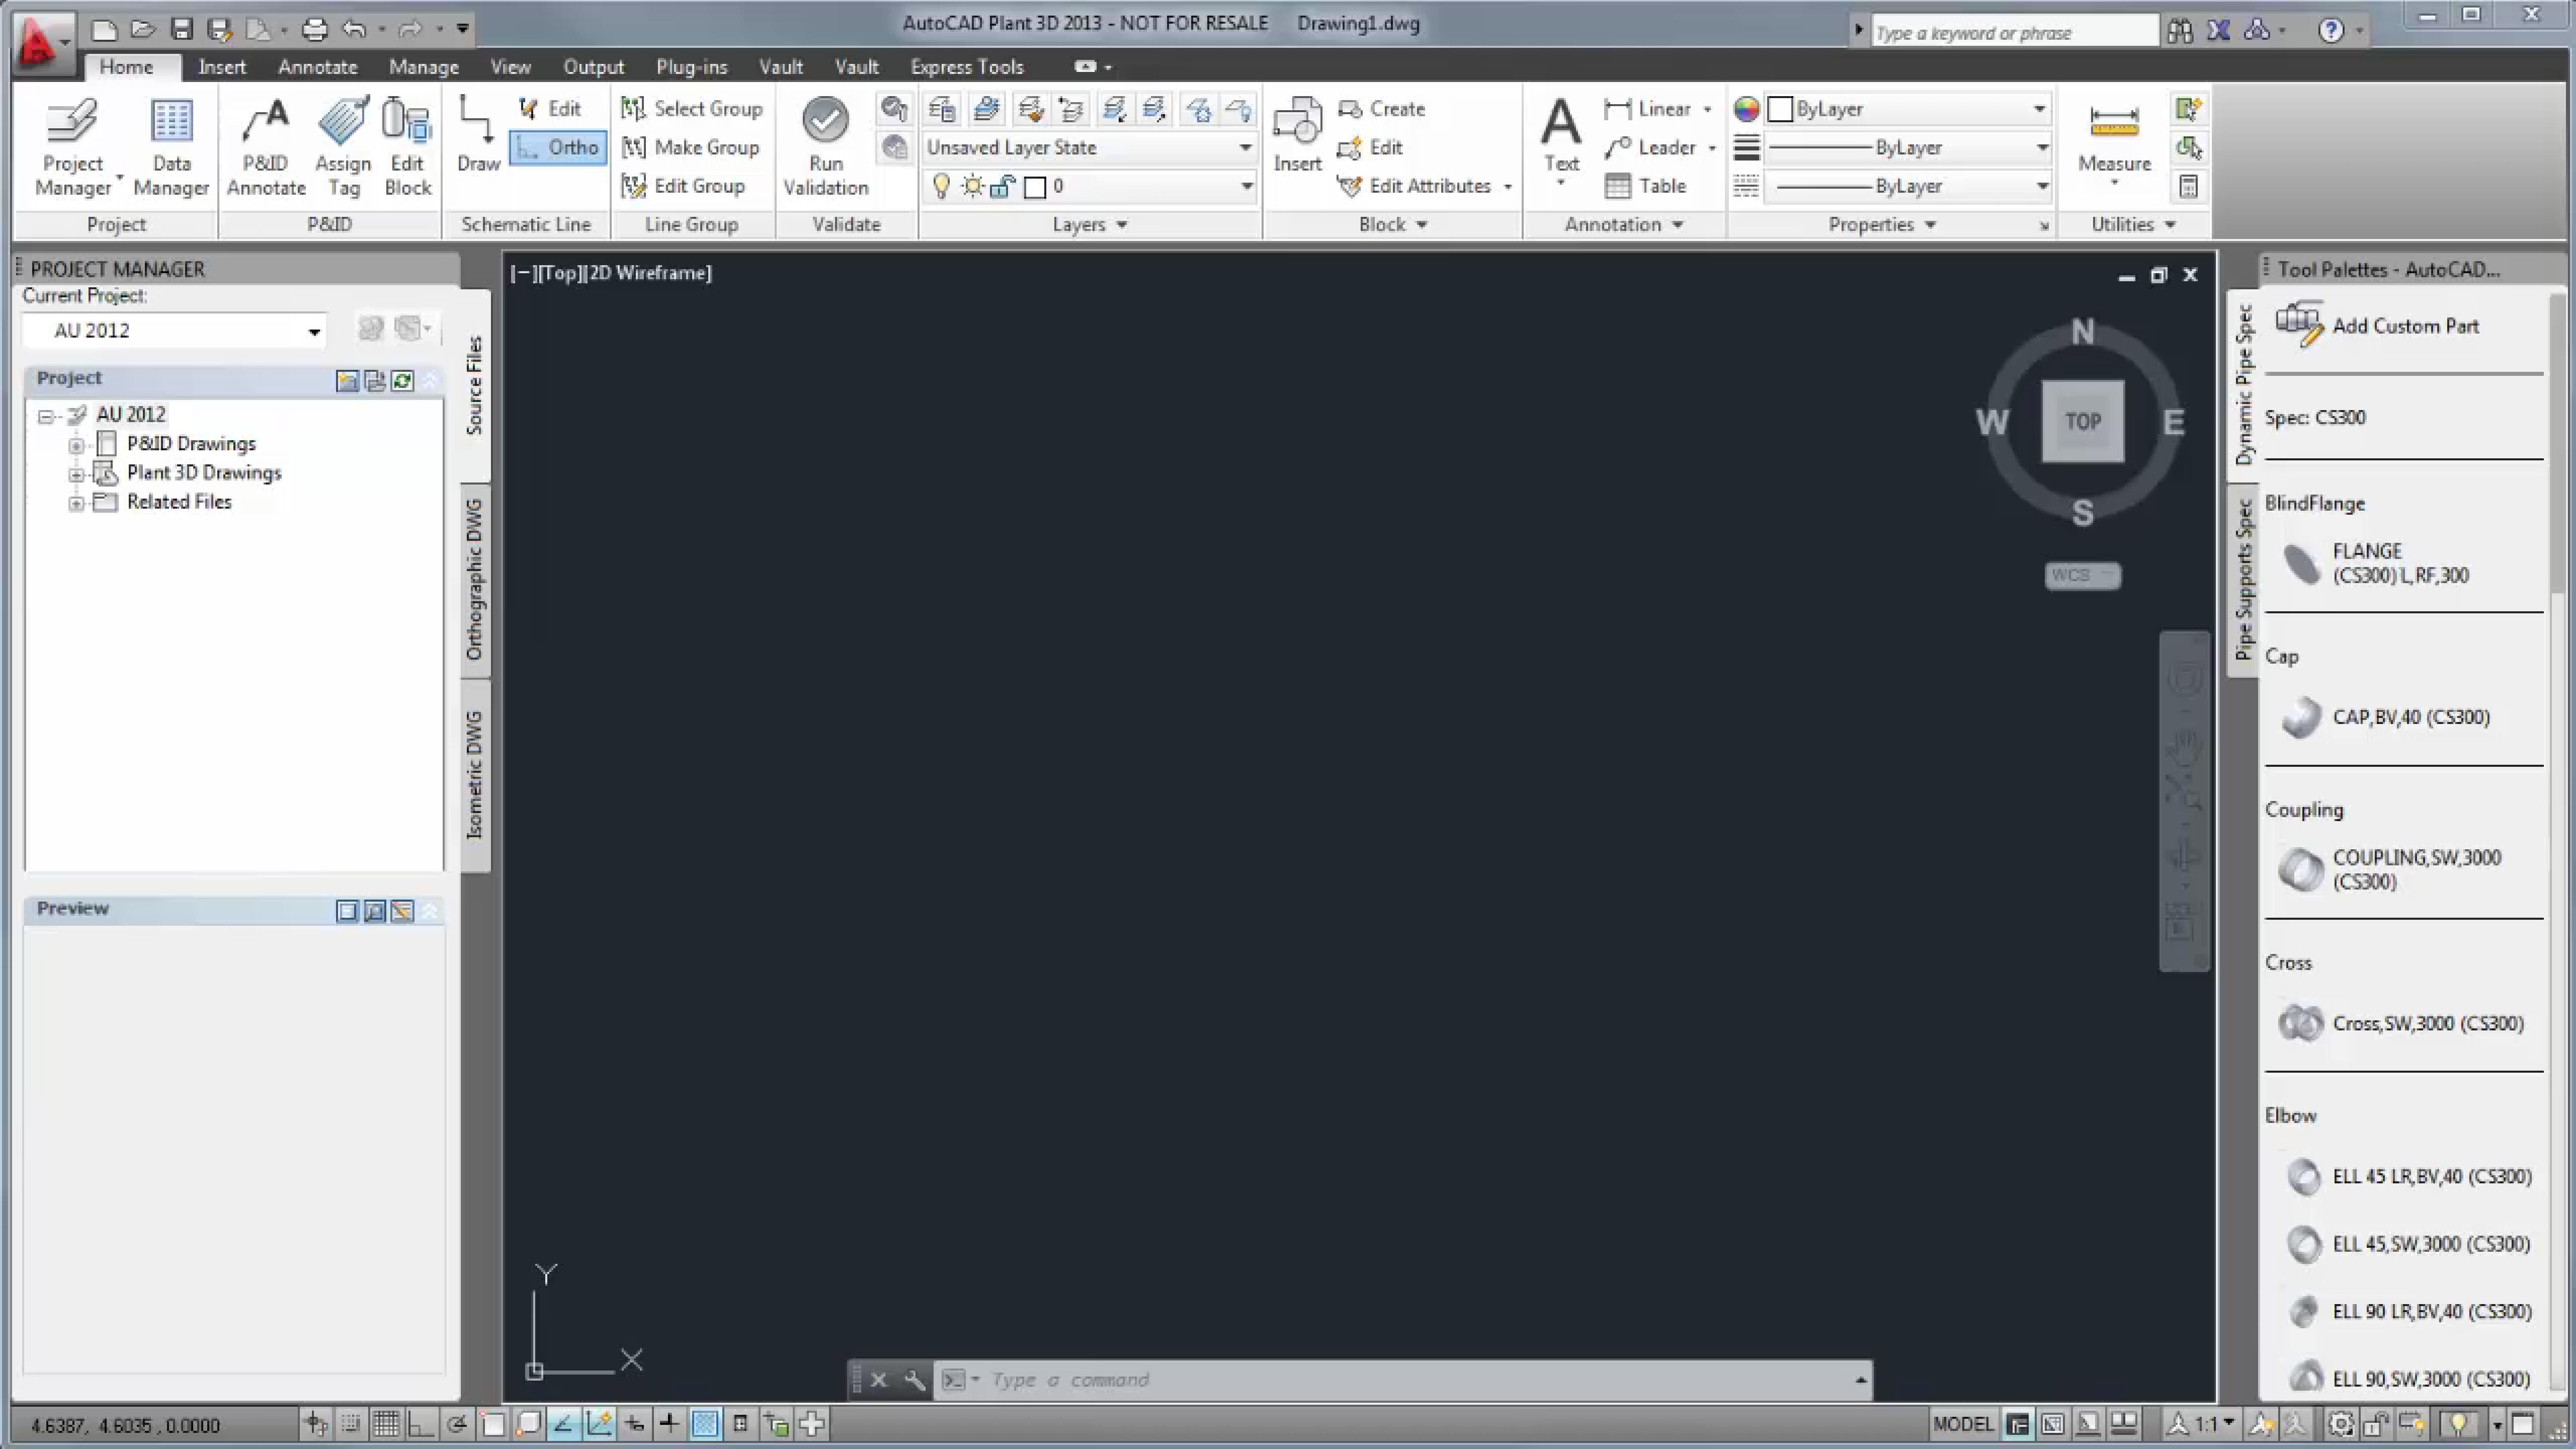 AutoCAD Plant 3D 2013 - NOT FOR RESALE Drawing1.dwg
Type a keyword or phrase
Home Insert Annotate Manage View Output Plug-ins Vault Vault Express Tools
Project Manager
Data Manager
P&ID Annotate
Assign Tag
Edit Block
Draw
Edit
Ortho
Select Group
Make Group
Edit Group
Run Validation
Unsaved Layer State
0
Insert
Create
Edit
Edit Attributes
Text
Linear
Leader
Table
ByLayer
ByLayer
ByLayer
Measure
Project P&ID Schematic Line Line Group Validate Layers Block Annotation Properties Utilities
PROJECT MANAGER
Current Project:
AU 2012
Project
AU 2012
P&ID Drawings
Plant 3D Drawings
Related Files
Source Files
Orthographic DWG
Isometric DWG
Preview
[−][Top][2D Wireframe]
N
W TOP E
S
WCS
Y
X
Type a command
Tool Palettes - AutoCAD...
Dynamic Pipe Spec
Pipe Supports Spec
Add Custom Part
Spec: CS300
BlindFlange
FLANGE
(CS300) L,RF,300
Cap
CAP,BV,40 (CS300)
Coupling
COUPLING,SW,3000
(CS300)
Cross
Cross,SW,3000 (CS300)
Elbow
ELL 45 LR,BV,40 (CS300)
ELL 45,SW,3000 (CS300)
ELL 90 LR,BV,40 (CS300)
ELL 90,SW,3000 (CS300)
4.6387, 4.6035 , 0.0000
MODEL
1:1